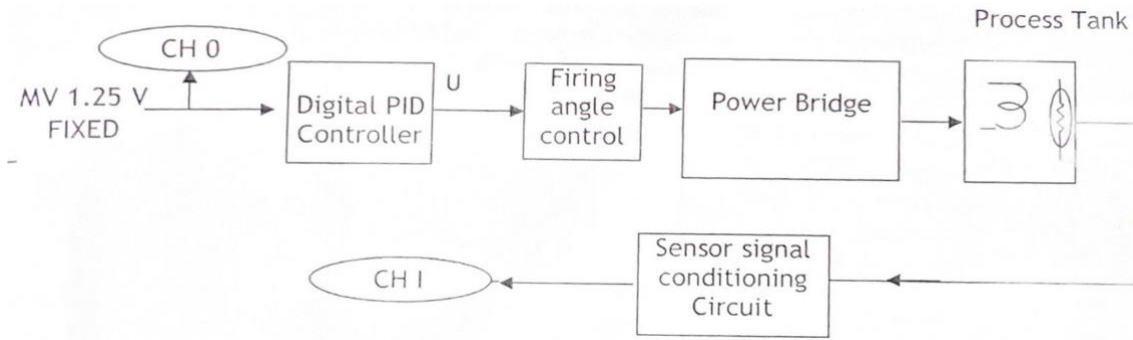 Process Tank
CH 0
MV 1.25 V
FIXED
Digital PID
Controller
U
Firing
angle
control
Power Bridge
Sensor signal
conditioning
Circuit
CH I